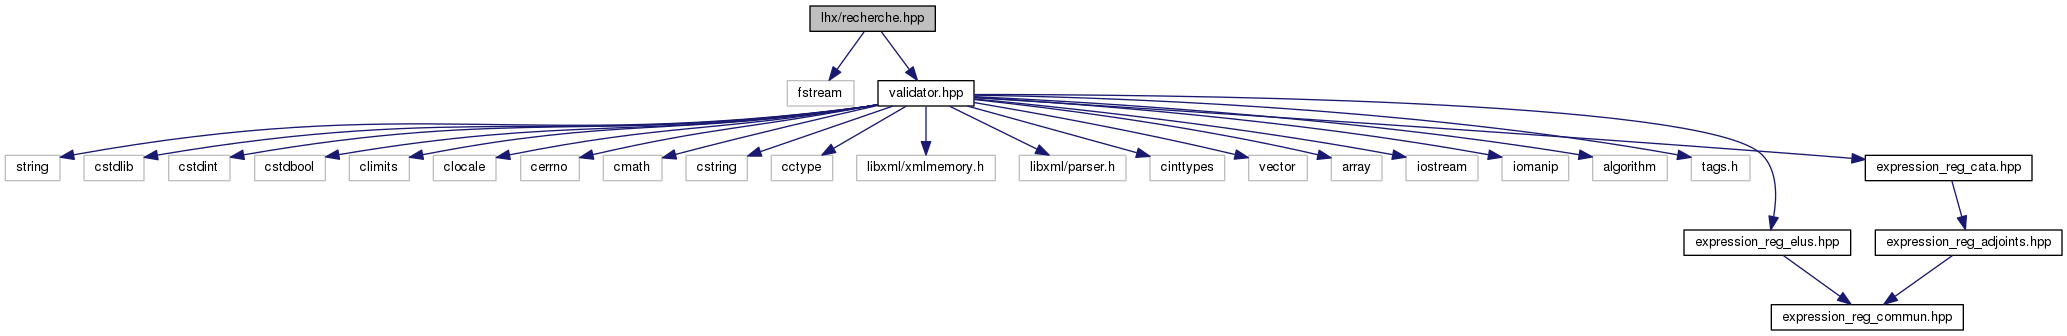 lhx/recherche.hpp
fstream
validator.hpp
string
cstdlib
cstdint
cstdbool
climits
clocale
cerrno
cmath
cstring
cctype
libxml/xmlmemory.h
libxml/parser.h
cinttypes
vector
array
iostream
iomanip
algorithm
tags.h
expression_reg_cata.hpp
expression_reg_elus.hpp
expression_reg_adjoints.hpp
expression_reg_commun.hpp